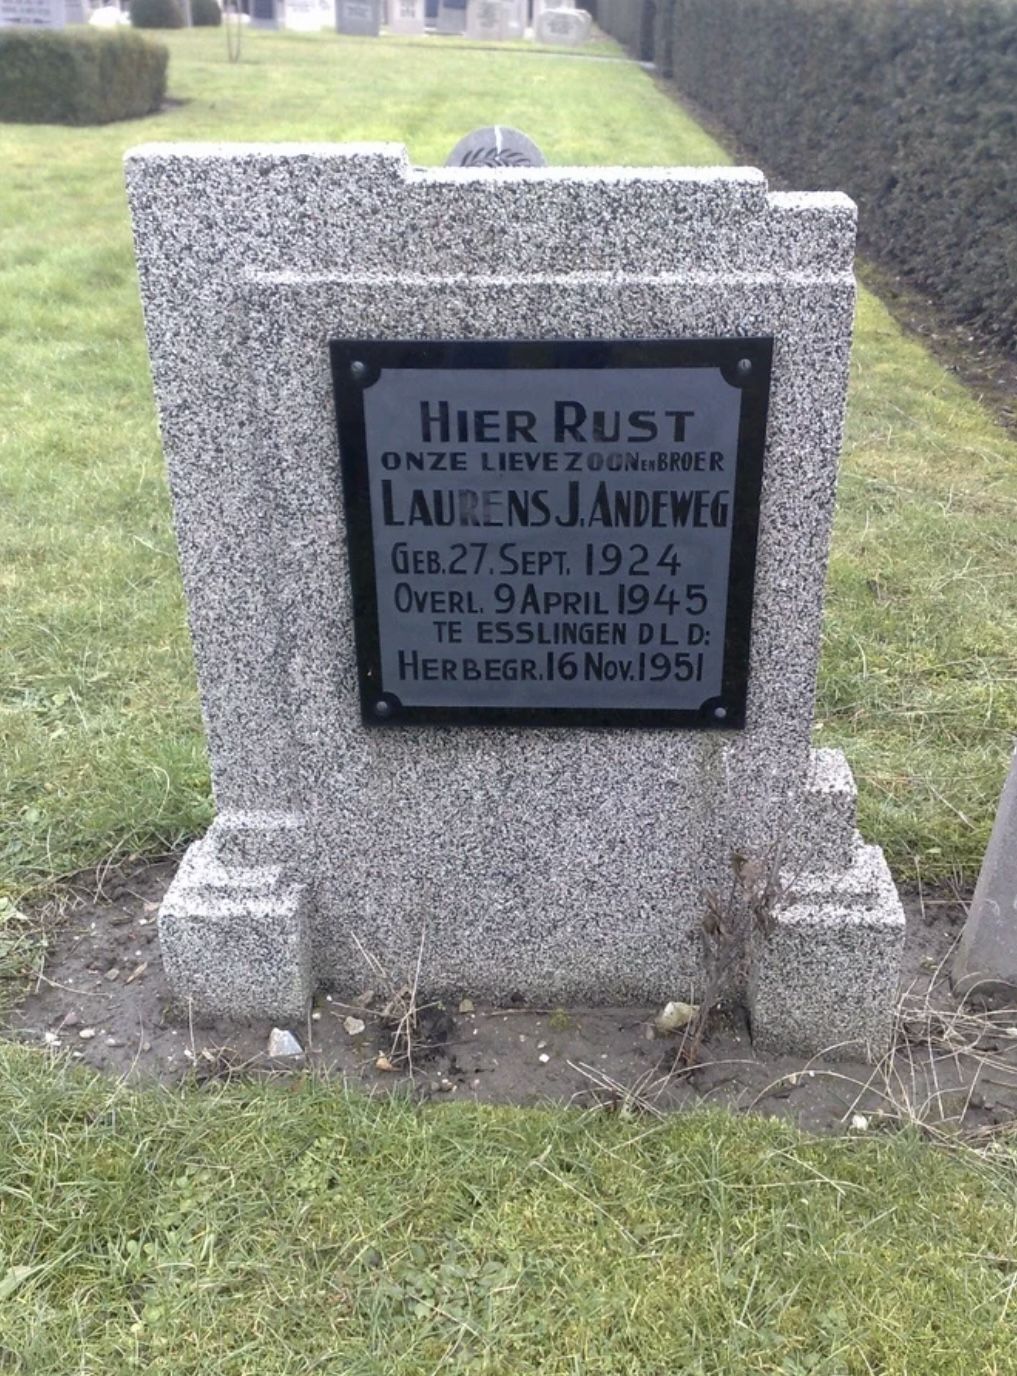 HIER RUST
ONZE LIEVE ZOON EN BROER
LAURENS J. ANDEWEG
GEB. 27. SEPT. 1924
OVERL. 9 APRIL 1945
TE ESSLINGEN DLD:
HERBEGR. 16 NOV. 1951